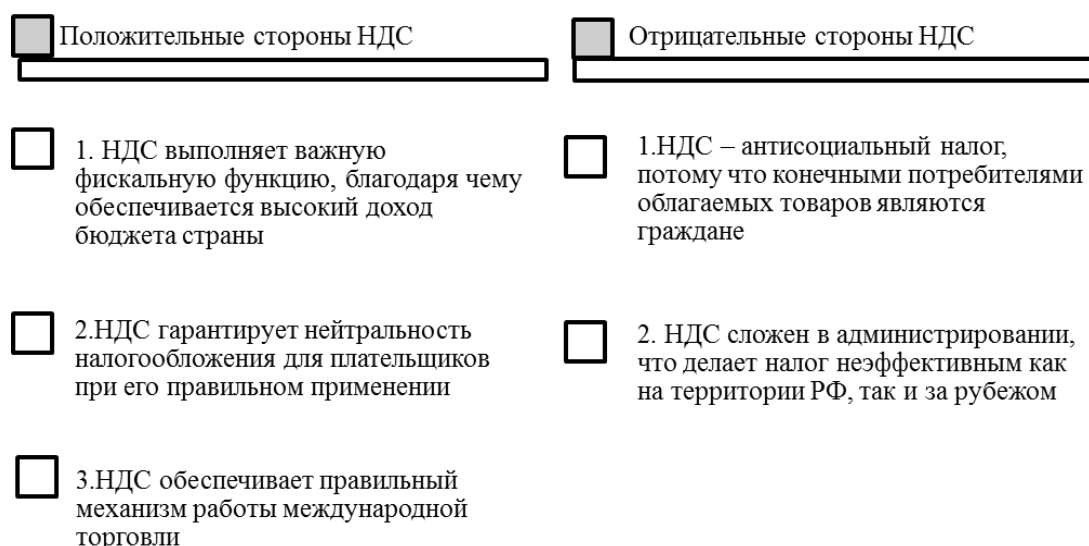 Положительные стороны НДС
Отрицательные стороны НДС
1. НДС выполняет важную
фискальную функцию, благодаря чему
обеспечивается высокий доход
бюджета страны
2.НДС гарантирует нейтральность
налогообложения для плательщиков
при его правильном применении
3.НДС обеспечивает правильный
механизм работы международной
торговли
1.НДС – антисоциальный налог,
потому что конечными потребителями
облагаемых товаров являются
граждане
2. НДС сложен в администрировании,
что делает налог неэффективным как
на территории РФ, так и за рубежом